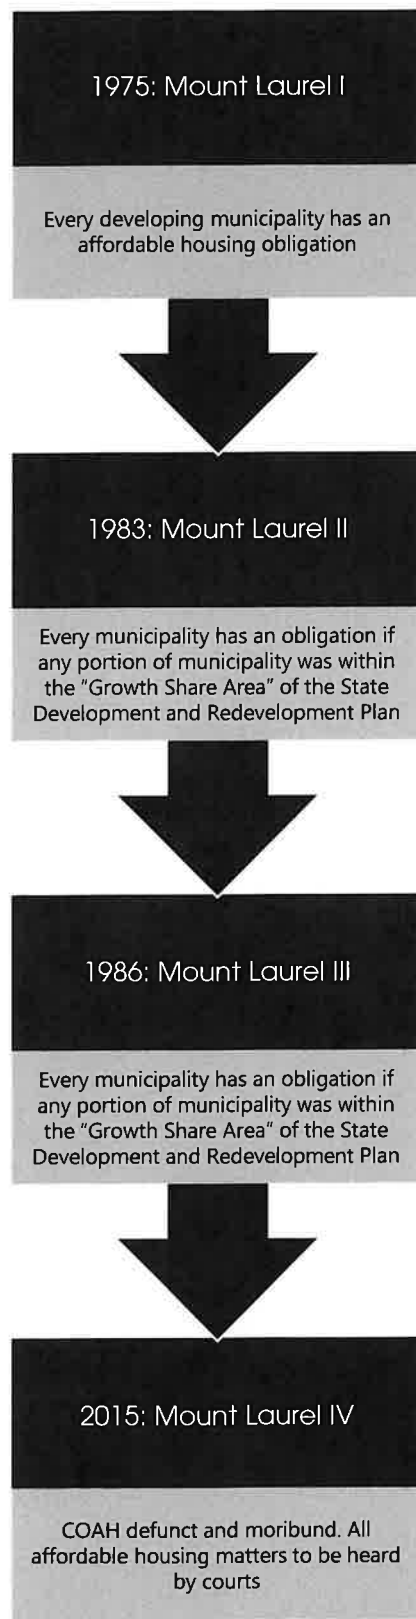 1975: Mount Laurel I
Every developing municipality has an
affordable housing obligation
1983: Mount Laurel II
Every municipality has an obligation if
any portion of municipality was within
the "Growth Share Area" of the State
Development and Redevelopment Plan
1986: Mount Laurel III
Every municipality has an obligation if
any portion of municipality was within
the "Growth Share Area" of the State
Development and Redevelopment Plan
2015: Mount Laurel IV
COAH defunct and moribund. All
affordable housing matters to be heard
by courts